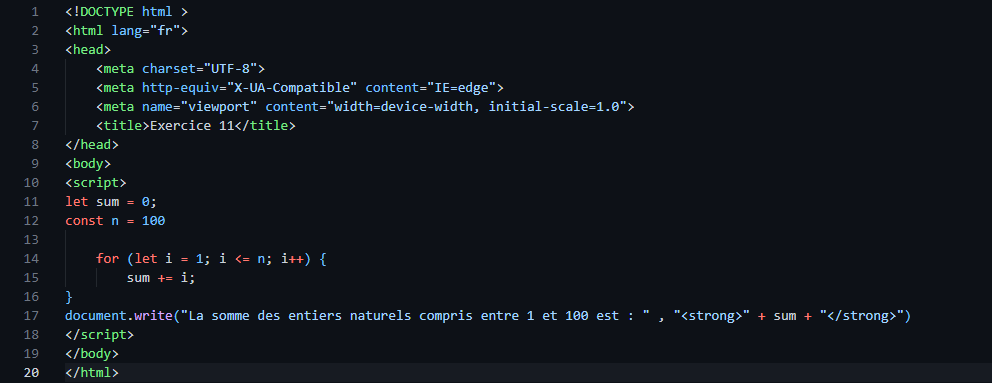 1 <!DOCTYPE html >
2 <html lang="fr">
3 <head>
4     <meta charset="UTF-8">
5     <meta http-equiv="X-UA-Compatible" content="IE=edge">
6     <meta name="viewport" content="width=device-width, initial-scale=1.0">
7     <title>Exercice 11</title>
8 </head>
9 <body>
10 <script>
11 let sum = 0;
12 const n = 100
13
14     for (let i = 1; i <= n; i++) {
15         sum += i;
16 }
17 document.write("La somme des entiers naturels compris entre 1 et 100 est : " , "<strong>" + sum + "</strong>")
18 </script>
19 </body>
20 </html>